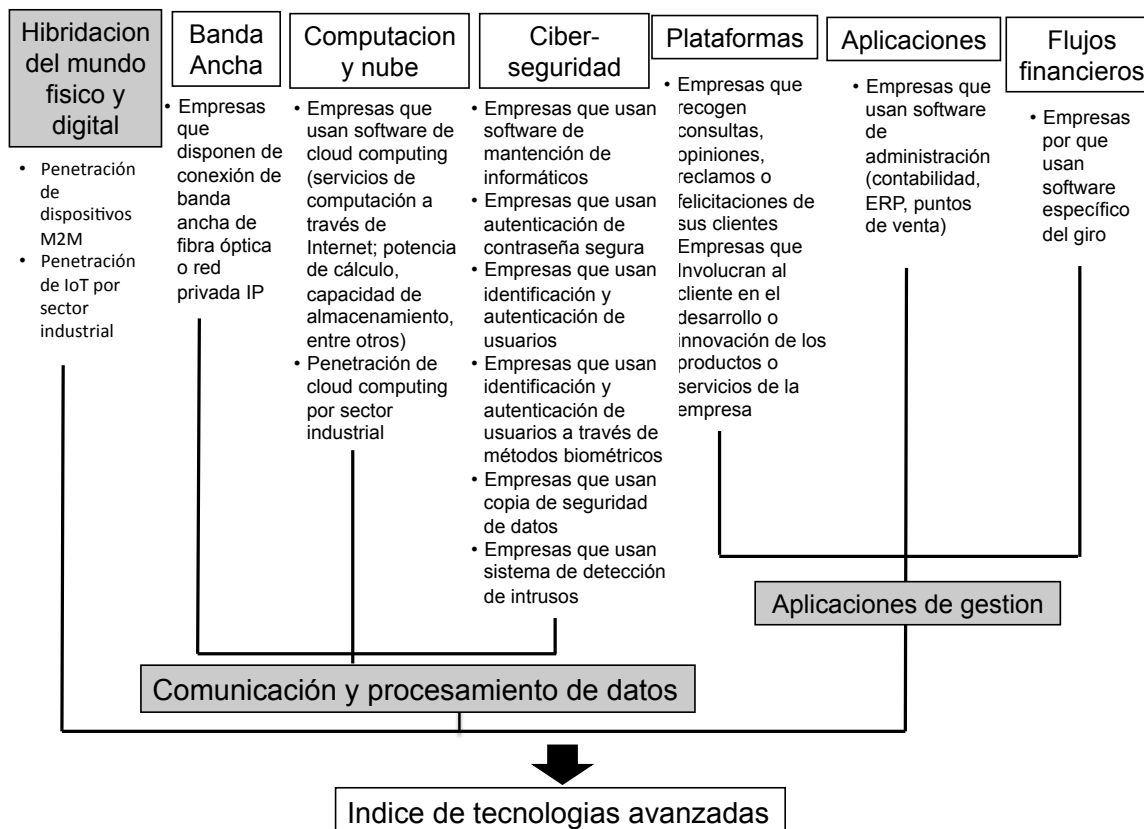 Hibridacion
del mundo
fisico y
digital
• Penetración
de
dispositivos
M2M
• Penetración
de IoT por
sector
industrial
Banda
Ancha
• Empresas
que
disponen de
conexión de
banda
ancha de
fibra óptica
o red
privada IP
Computacion
y nube
• Empresas que
usan software de
cloud computing
(servicios de
computación a
través de
Internet; potencia
de cálculo,
capacidad de
almacenamiento,
entre otros)
• Penetración de
cloud computing
por sector
industrial
Ciber-
seguridad
• Empresas que usan
software de
mantención de
informáticos
• Empresas que usan
autenticación de
contraseña segura
• Empresas que usan
identificación y
autenticación de
usuarios
• Empresas que usan
identificación y
autenticación de
usuarios a través de
métodos biométricos
• Empresas que usan
copia de seguridad
de datos
• Empresas que usan
sistema de detección
de intrusos
Plataformas
• Empresas que
recogen
consultas,
opiniones,
reclamos o
felicitaciones de
sus clientes
Empresas que
Involucran al
cliente en el
desarrollo o
innovación de los
productos o
servicios de la
empresa
Aplicaciones
• Empresas que
usan software
de
administración
(contabilidad,
ERP, puntos
de venta)
Flujos
financieros
• Empresas
por que
usan
software
específico
del giro
Aplicaciones de gestion
Comunicación y procesamiento de datos
Indice de tecnologias avanzadas